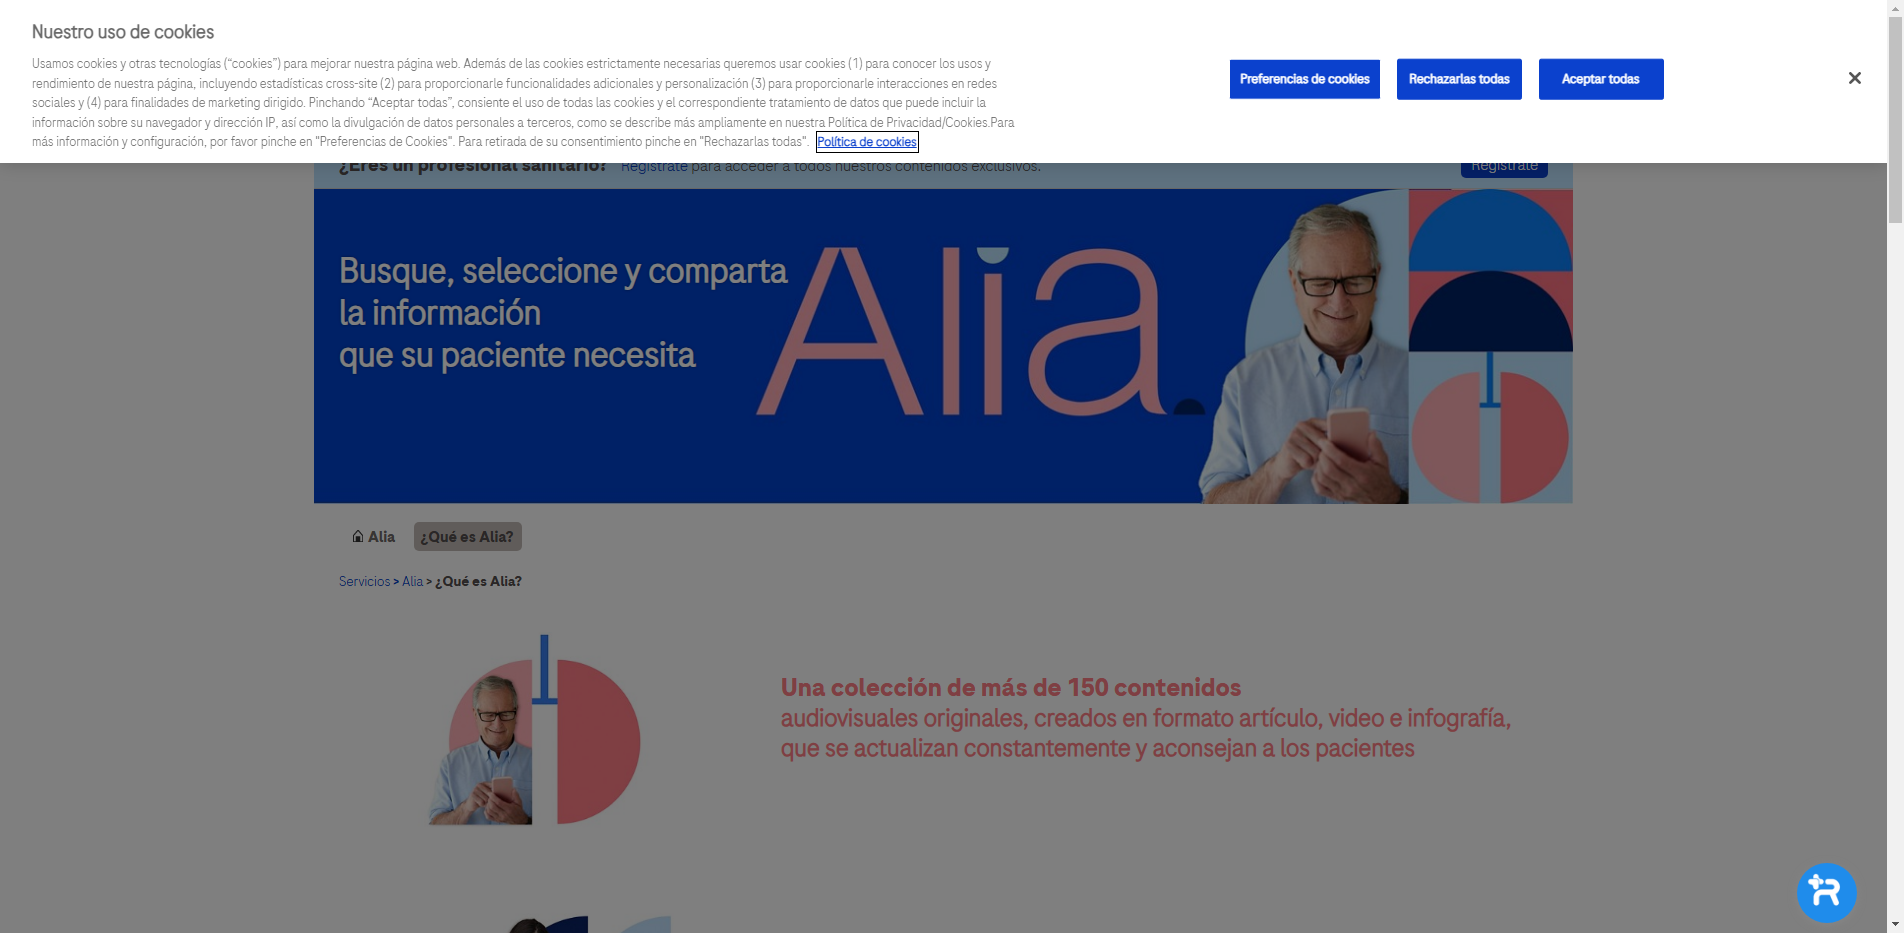 Nuestro uso de cookies
Usamos cookies y otras tecnologías (“cookies”) para mejorar nuestra página web. Además de las cookies estrictamente necesarias queremos usar cookies (1) para conocer los usos y
rendimiento de nuestra página, incluyendo estadísticas cross-site (2) para proporcionarle funcionalidades adicionales y personalización (3) para proporcionarle interacciones en redes
sociales y (4) para finalidades de marketing dirigido. Pinchando “Aceptar todas”, consiente el uso de todas las cookies y el correspondiente tratamiento de datos que puede incluir la
información sobre su navegador y dirección IP, así como la divulgación de datos personales a terceros, como se describe más ampliamente en nuestra Política de Privacidad/Cookies.Para
más información y configuración, por favor pinche en "Preferencias de Cookies". Para retirada de su consentimiento pinche en "Rechazarlas todas". Política de cookies
Preferencias de cookies
Rechazarlas todas
Aceptar todas
¿Eres un profesional sanitario? Regístrate para acceder a todos nuestros contenidos exclusivos.
Regístrate
Busque, seleccione y comparta
la información
que su paciente necesita
Alia.
Alia
¿Qué es Alia?
Servicios > Alia > ¿Qué es Alia?
Una colección de más de 150 contenidos
audiovisuales originales, creados en formato artículo, video e infografía,
que se actualizan constantemente y aconsejan a los pacientes